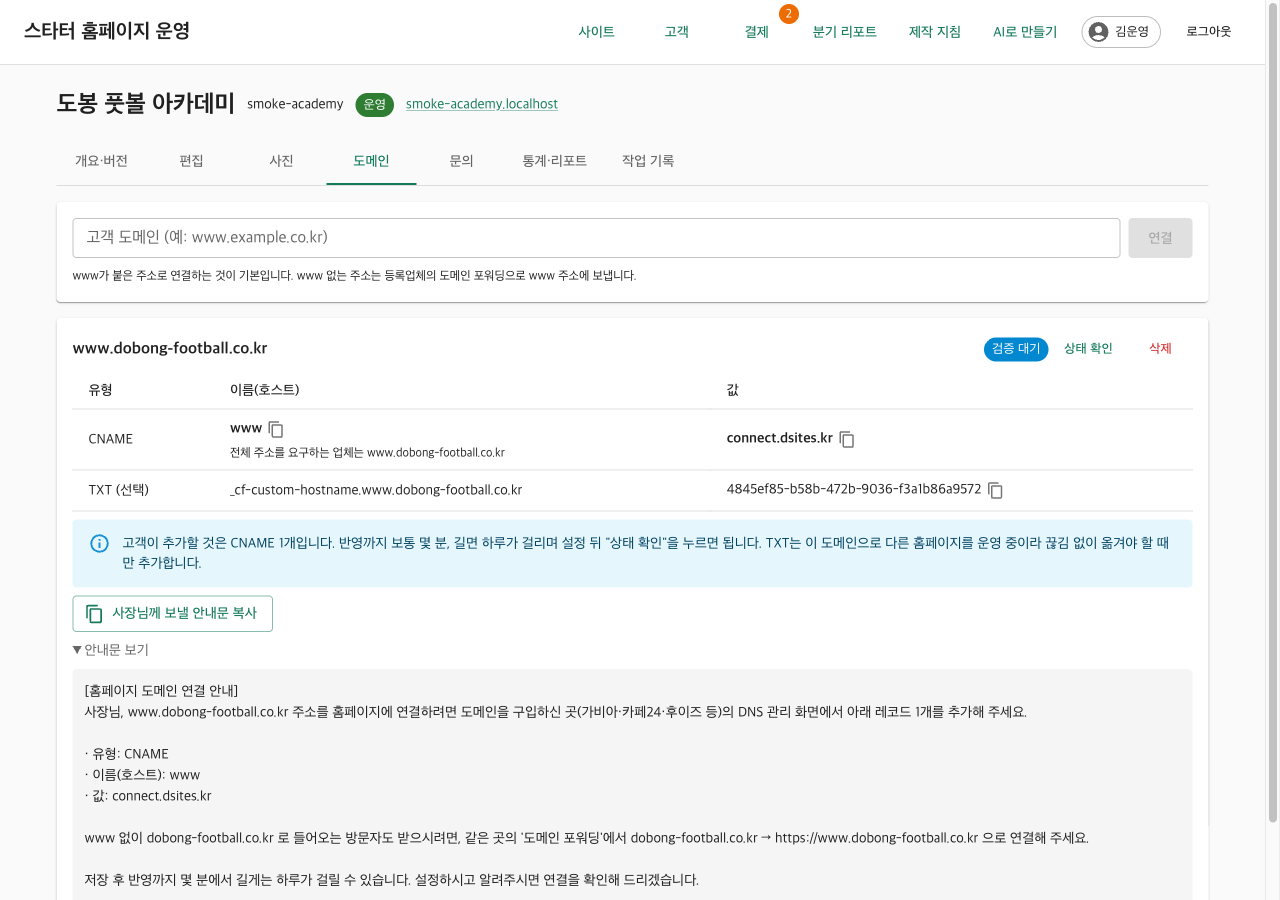 스타터 홈페이지 운영
사이트
고객
결제
2
분기 리포트
제작 지침
AI로 만들기
김운영
로그아웃
도봉 풋볼 아카데미
smoke-academy
운영
smoke-academy.localhost
개요·버전
편집
사진
도메인
문의
통계·리포트
작업 기록
고객 도메인 (예: www.example.co.kr)
연결
www가 붙은 주소로 연결하는 것이 기본입니다. www 없는 주소는 등록업체의 도메인 포워딩으로 www 주소에 보냅니다.
www.dobong-football.co.kr
검증 대기
상태 확인
삭제
유형
이름(호스트)
값
CNAME
www
전체 주소를 요구하는 업체는 www.dobong-football.co.kr
connect.dsites.kr
TXT (선택)
_cf-custom-hostname.www.dobong-football.co.kr
4845ef85-b58b-472b-9036-f3a1b86a9572
고객이 추가할 것은 CNAME 1개입니다. 반영까지 보통 몇 분, 길면 하루가 걸리며 설정 뒤 "상태 확인"을 누르면 됩니다. TXT는 이 도메인으로 다른 홈페이지를 운영 중이라 끊김 없이 옮겨야 할 때
만 추가합니다.
사장님께 보낼 안내문 복사
▼안내문 보기
[홈페이지 도메인 연결 안내]
사장님, www.dobong-football.co.kr 주소를 홈페이지에 연결하려면 도메인을 구입하신 곳(가비아·카페24·후이즈 등)의 DNS 관리 화면에서 아래 레코드 1개를 추가해 주세요.
· 유형: CNAME
· 이름(호스트): www
· 값: connect.dsites.kr
www 없이 dobong-football.co.kr 로 들어오는 방문자도 받으시려면, 같은 곳의 '도메인 포워딩'에서 dobong-football.co.kr → https://www.dobong-football.co.kr 으로 연결해 주세요.
저장 후 반영까지 몇 분에서 길게는 하루가 걸릴 수 있습니다. 설정하시고 알려주시면 연결을 확인해 드리겠습니다.